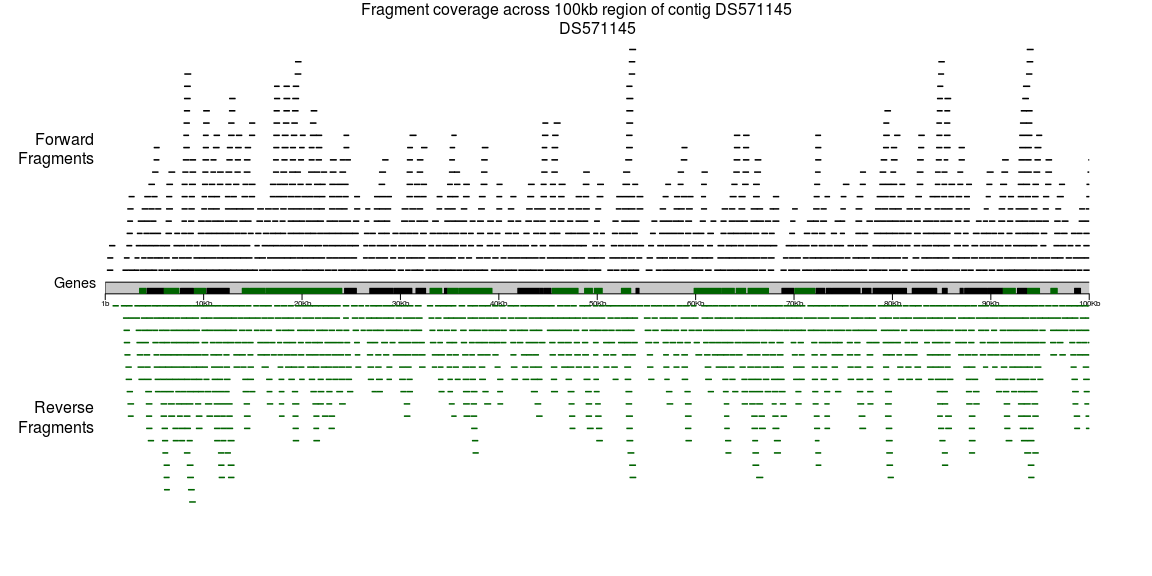 Fragment coverage across 100kb region of contig DS571145
DS571145
Forward
Fragments
Genes
1b 10Kb 20Kb 30Kb 40Kb 50Kb 60Kb 70Kb 80Kb 90Kb 100Kb
Reverse
Fragments